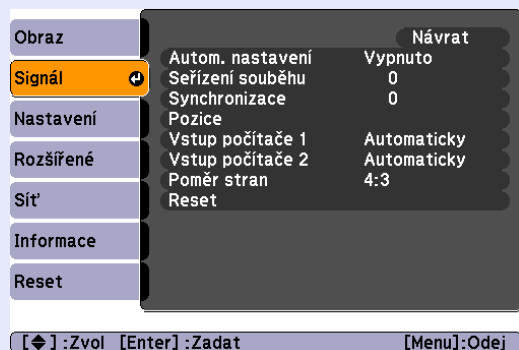 Obraz
Signál
Nastavení
Rozšířené
Síť
Informace
Reset
Návrat
Autom. nastavení Vypnuto
Seřízení souběhu 0
Synchronizace 0
Pozice
Vstup počítače 1 Automaticky
Vstup počítače 2 Automaticky
Poměr stran 4:3
Reset
[◆] :Zvol [Enter] :Zadat [Menu]:Odej